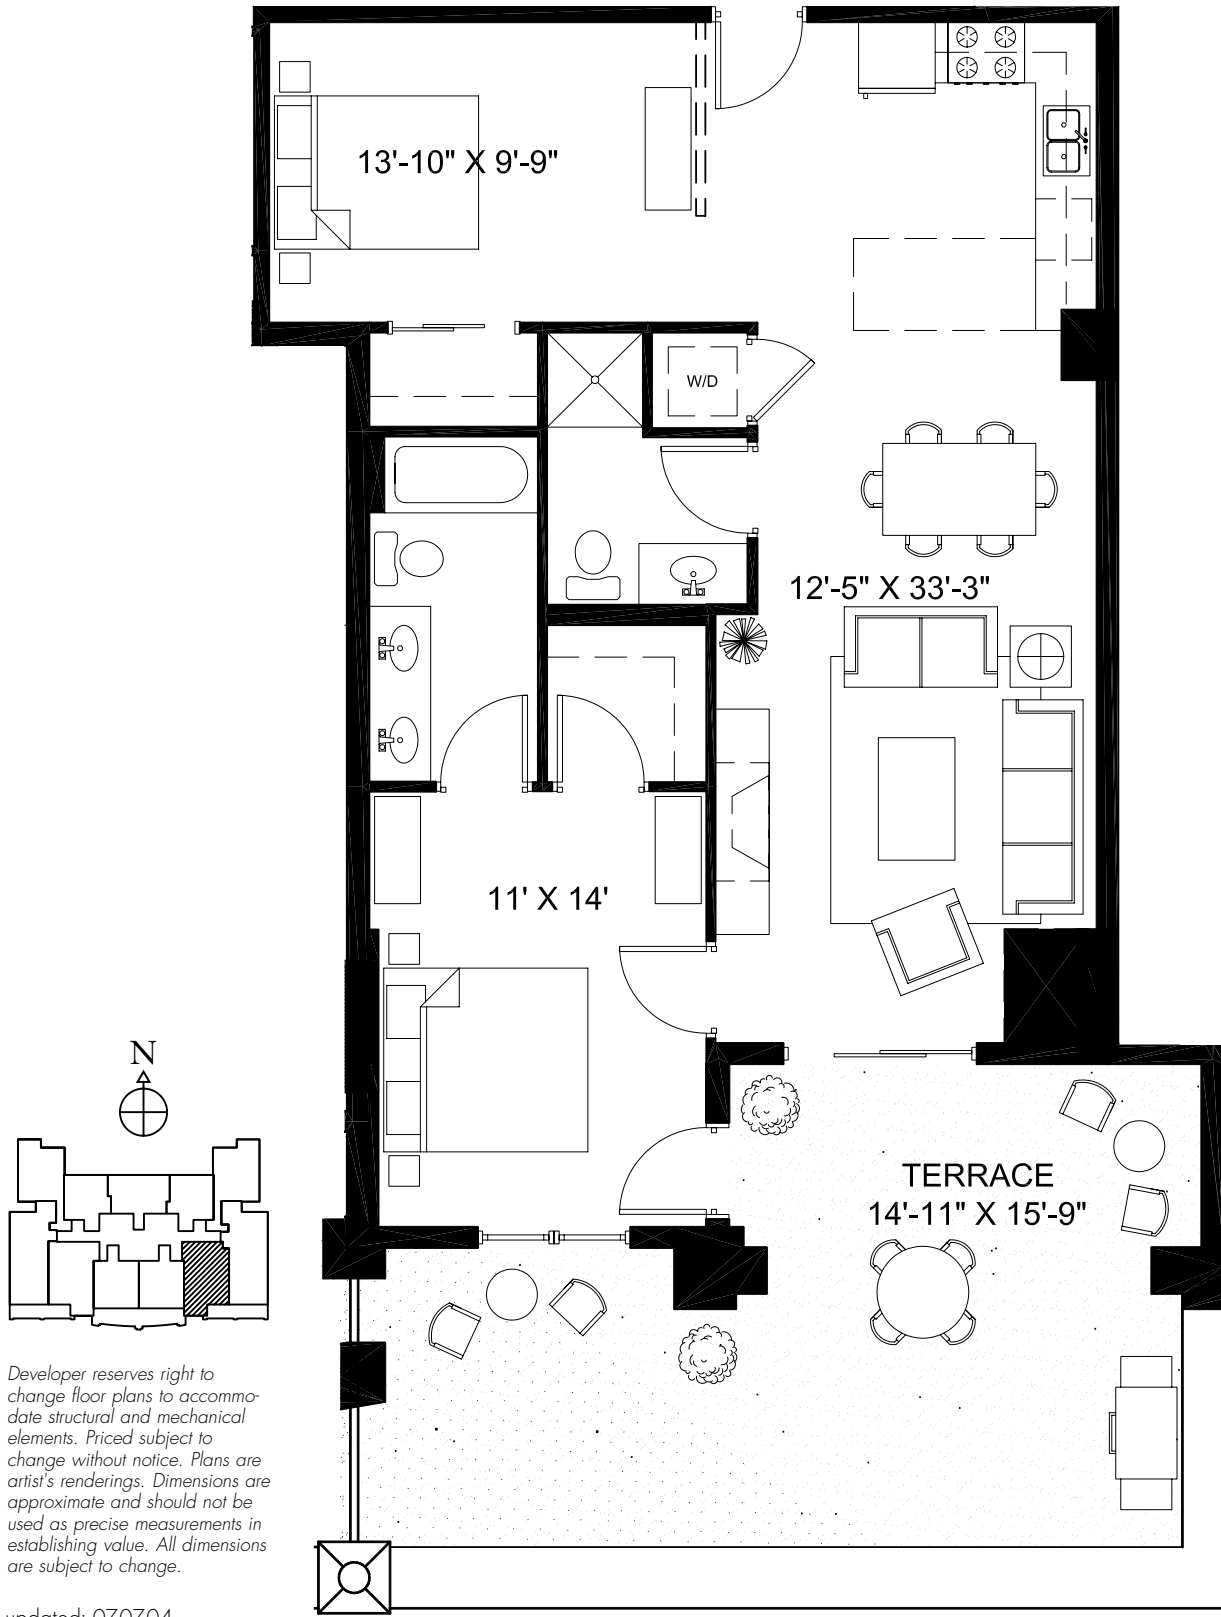 13'-10" X 9'-9"
W/D
12'-5" X 33'-3"
11' X 14'
TERRACE
14'-11" X 15'-9"
N
Developer reserves right to
change floor plans to accommo-
date structural and mechanical
elements. Priced subject to
change without notice. Plans are
artist's renderings. Dimensions are
approximate and should not be
used as precise measurements in
establishing value. All dimensions
are subject to change.
updated: 070704